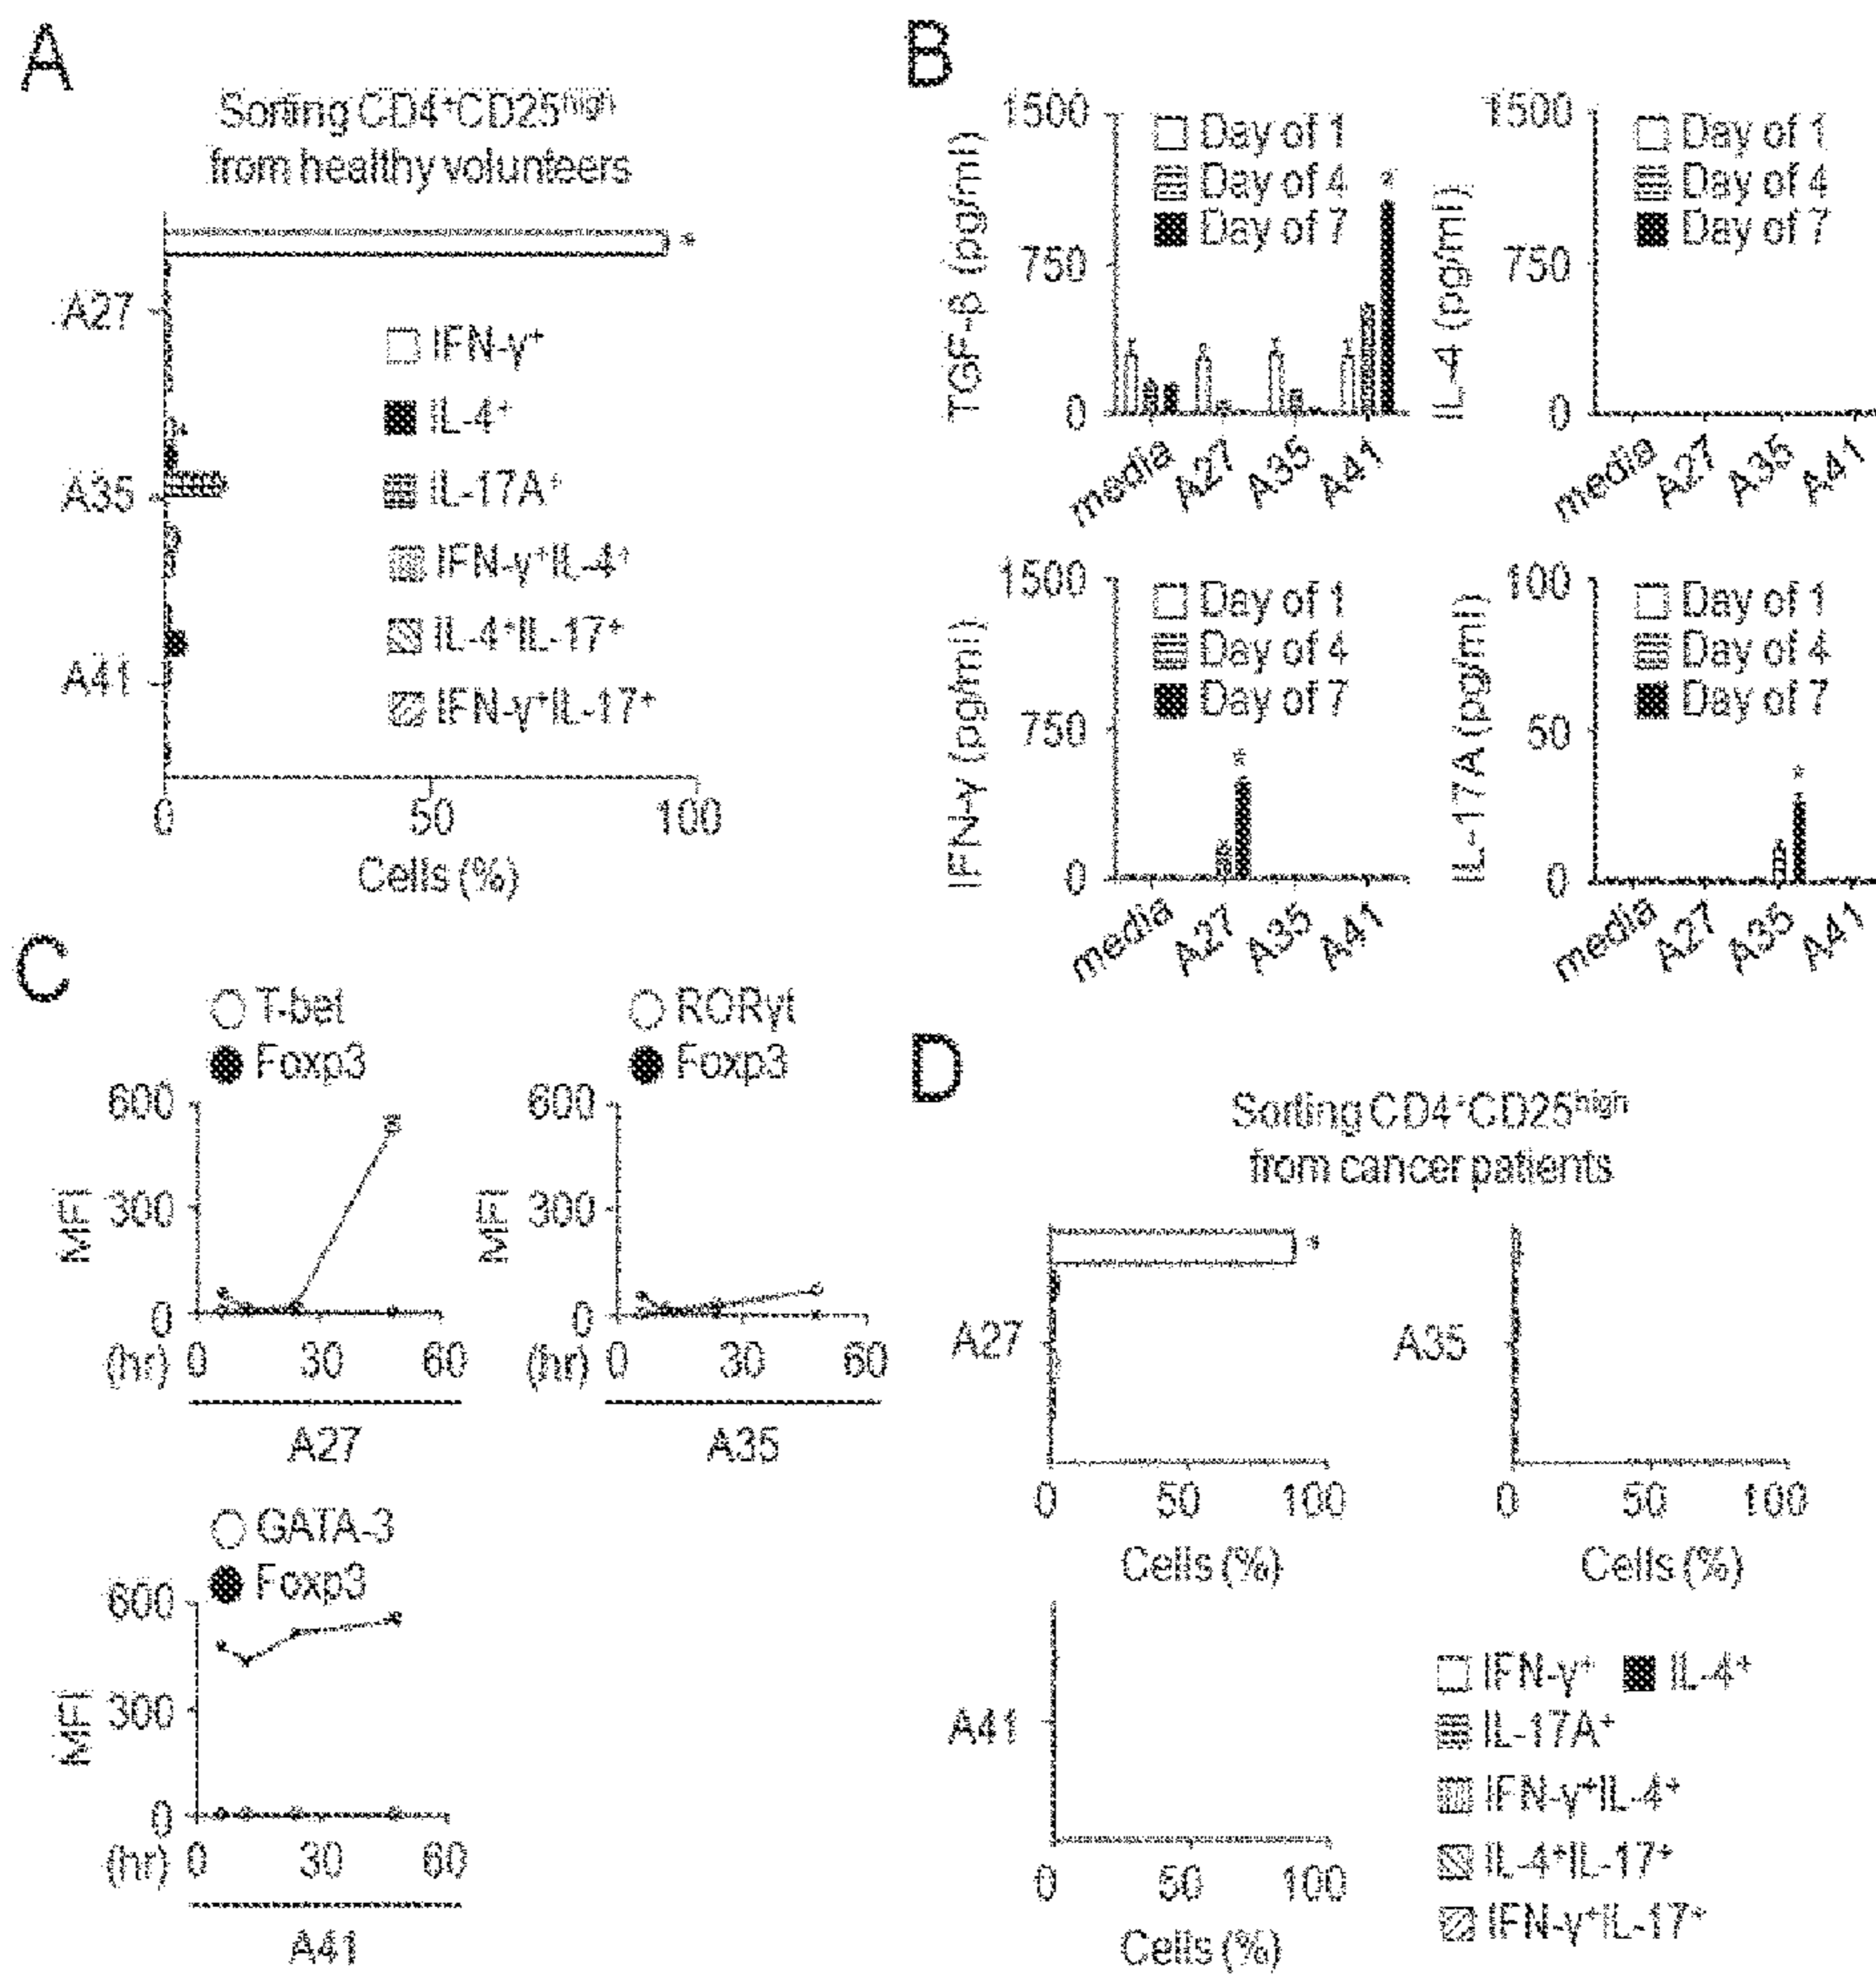 A
Sorting CD4⁺CD25ʰⁱᵍʰ
from healthy volunteers
A27
A35
A41
IFN-γ⁺
IL-4⁺
IL-17A⁺
IFN-γ⁺IL-4⁺
IL-4⁺IL-17⁺
IFN-γ⁺IL-17⁺
0 50 100
Cells (%)
B
TGF-β (pg/ml)
1500
750
0
Day of 1
Day of 4
Day of 7
*
media A27 A35 A41
IL-4 (pg/ml)
1500
750
0
Day of 1
Day of 4
Day of 7
media A27 A35 A41
IFN-γ (pg/ml)
1500
750
0
Day of 1
Day of 4
Day of 7
*
media A27 A35 A41
IL-17A (pg/ml)
100
50
0
Day of 1
Day of 4
Day of 7
*
media A27 A35 A41
C
T-bet
Foxp3
MFI
600
300
0
(hr) 0 30 60
A27
RORγt
Foxp3
MFI
600
300
0
(hr) 0 30 60
A35
GATA-3
Foxp3
MFI
600
300
0
(hr) 0 30 60
A41
D
Sorting CD4⁺CD25ʰⁱᵍʰ
from cancer patients
*
A27
0 50 100
Cells (%)
A35
0 50 100
Cells (%)
A41
0 50 100
Cells (%)
IFN-γ⁺ IL-4⁺
IL-17A⁺
IFN-γ⁺IL-4⁺
IL-4⁺IL-17⁺
IFN-γ⁺IL-17⁺